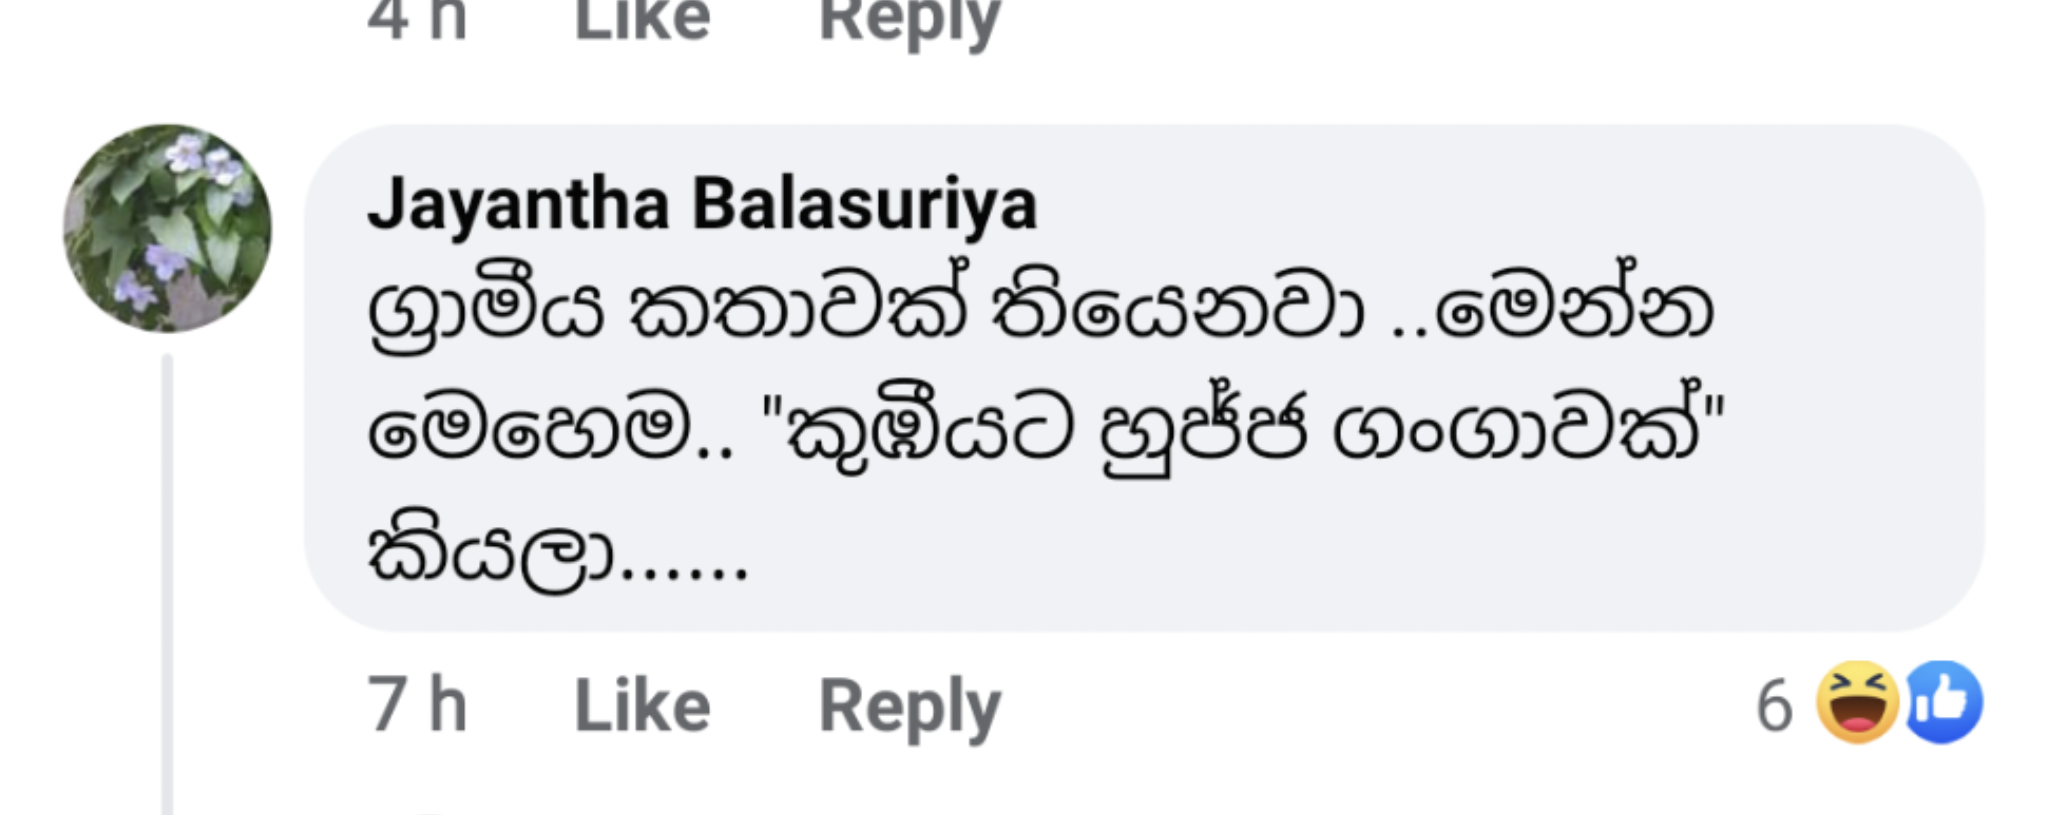 4 h Like Reply
Jayantha Balasuriya
ග්‍රාමීය කතාවක් තියෙනවා ..මෙන්න
මෙහෙම.. "කුඹීයට හුජ්ජ ගංගාවක්"
කියලා......
7 h Like Reply 6